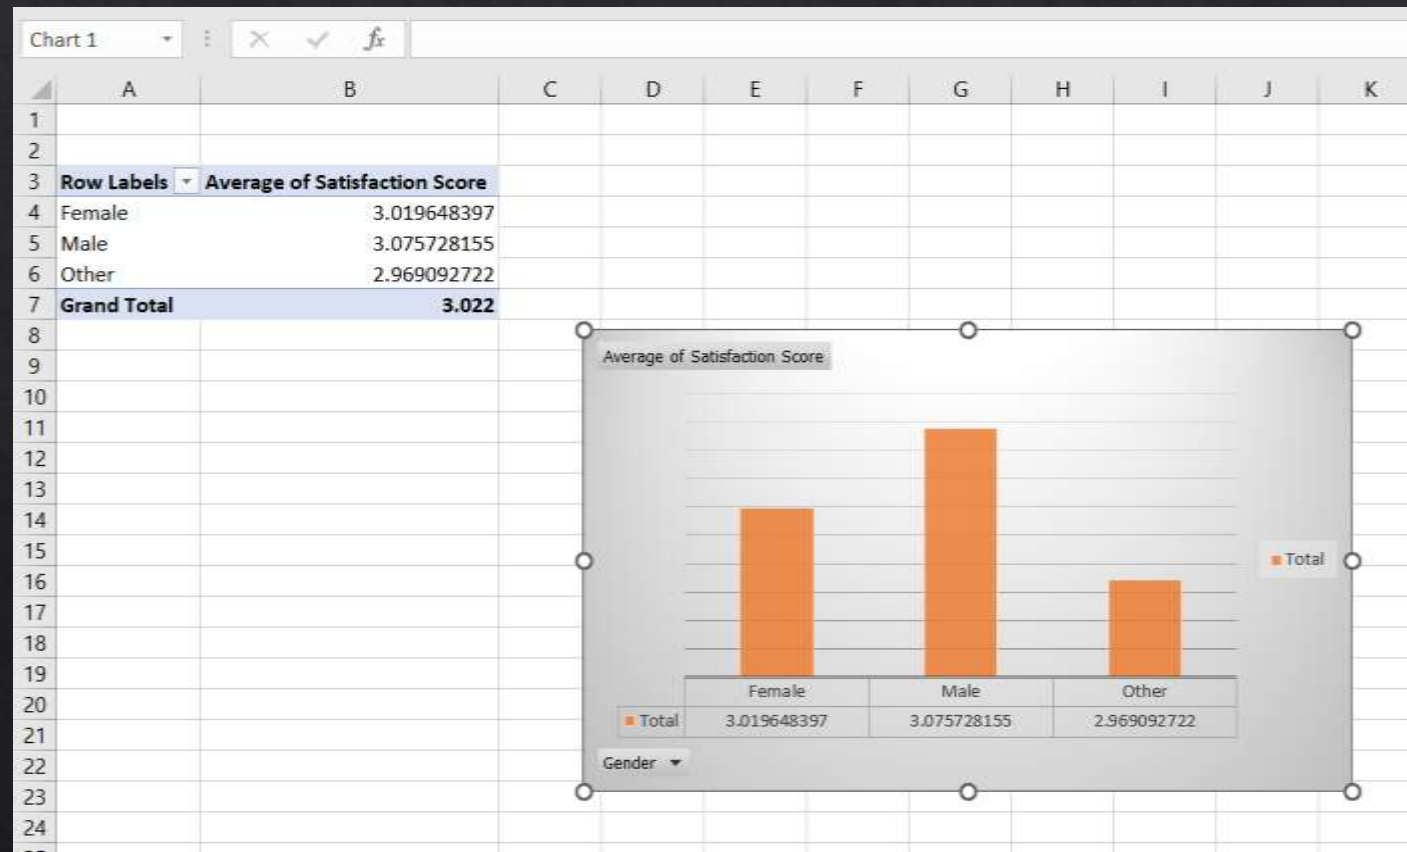 Chart 1
fx
A B C D E F G H I J K
1
2
3 Row Labels Average of Satisfaction Score
4 Female 3.019648397
5 Male 3.075728155
6 Other 2.969092722
7 Grand Total 3.022
8
9
10
11
12
13
14
15
16
17
18
19
20
21
22
23
24
Average of Satisfaction Score
Total
Female Male Other
Total 3.019648397 3.075728155 2.969092722
Gender